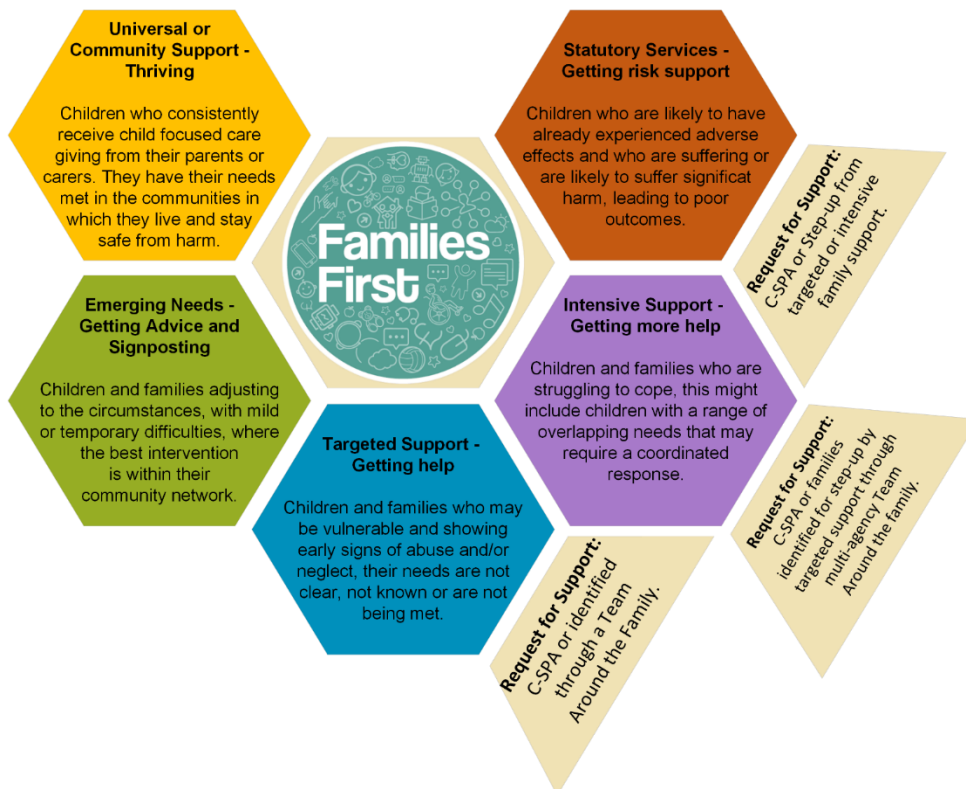 Universal or
Community Support -
Thriving
Children who consistently
receive child focused care
giving from their parents or
carers. They have their needs
met in the communities in
which they live and stay
safe from harm.
Statutory Services -
Getting risk support
Children who are likely to have
already experienced adverse
effects and who are suffering or
are likely to suffer significat
harm, leading to poor
outcomes.
Request for Support:
C-SPA or Step-up from
targeted or intensive
family support.
Families
First
Emerging Needs -
Getting Advice and
Signposting
Children and families adjusting
to the circumstances, with mild
or temporary difficulties, where
the best intervention
is within their
community network.
Intensive Support -
Getting more help
Children and families who are
struggling to cope, this might
include children with a range of
overlapping needs that may
require a coordinated
response.
Request for Support:
C-SPA or families
identified for step-up by
targeted support through
multi-agency Team
Around the family.
Targeted Support -
Getting help
Children and families who may
be vulnerable and showing
early signs of abuse and/or
neglect, their needs are not
clear, not known or are not
being met.
Request for Support:
C-SPA or identified
through a Team
Around the Family.